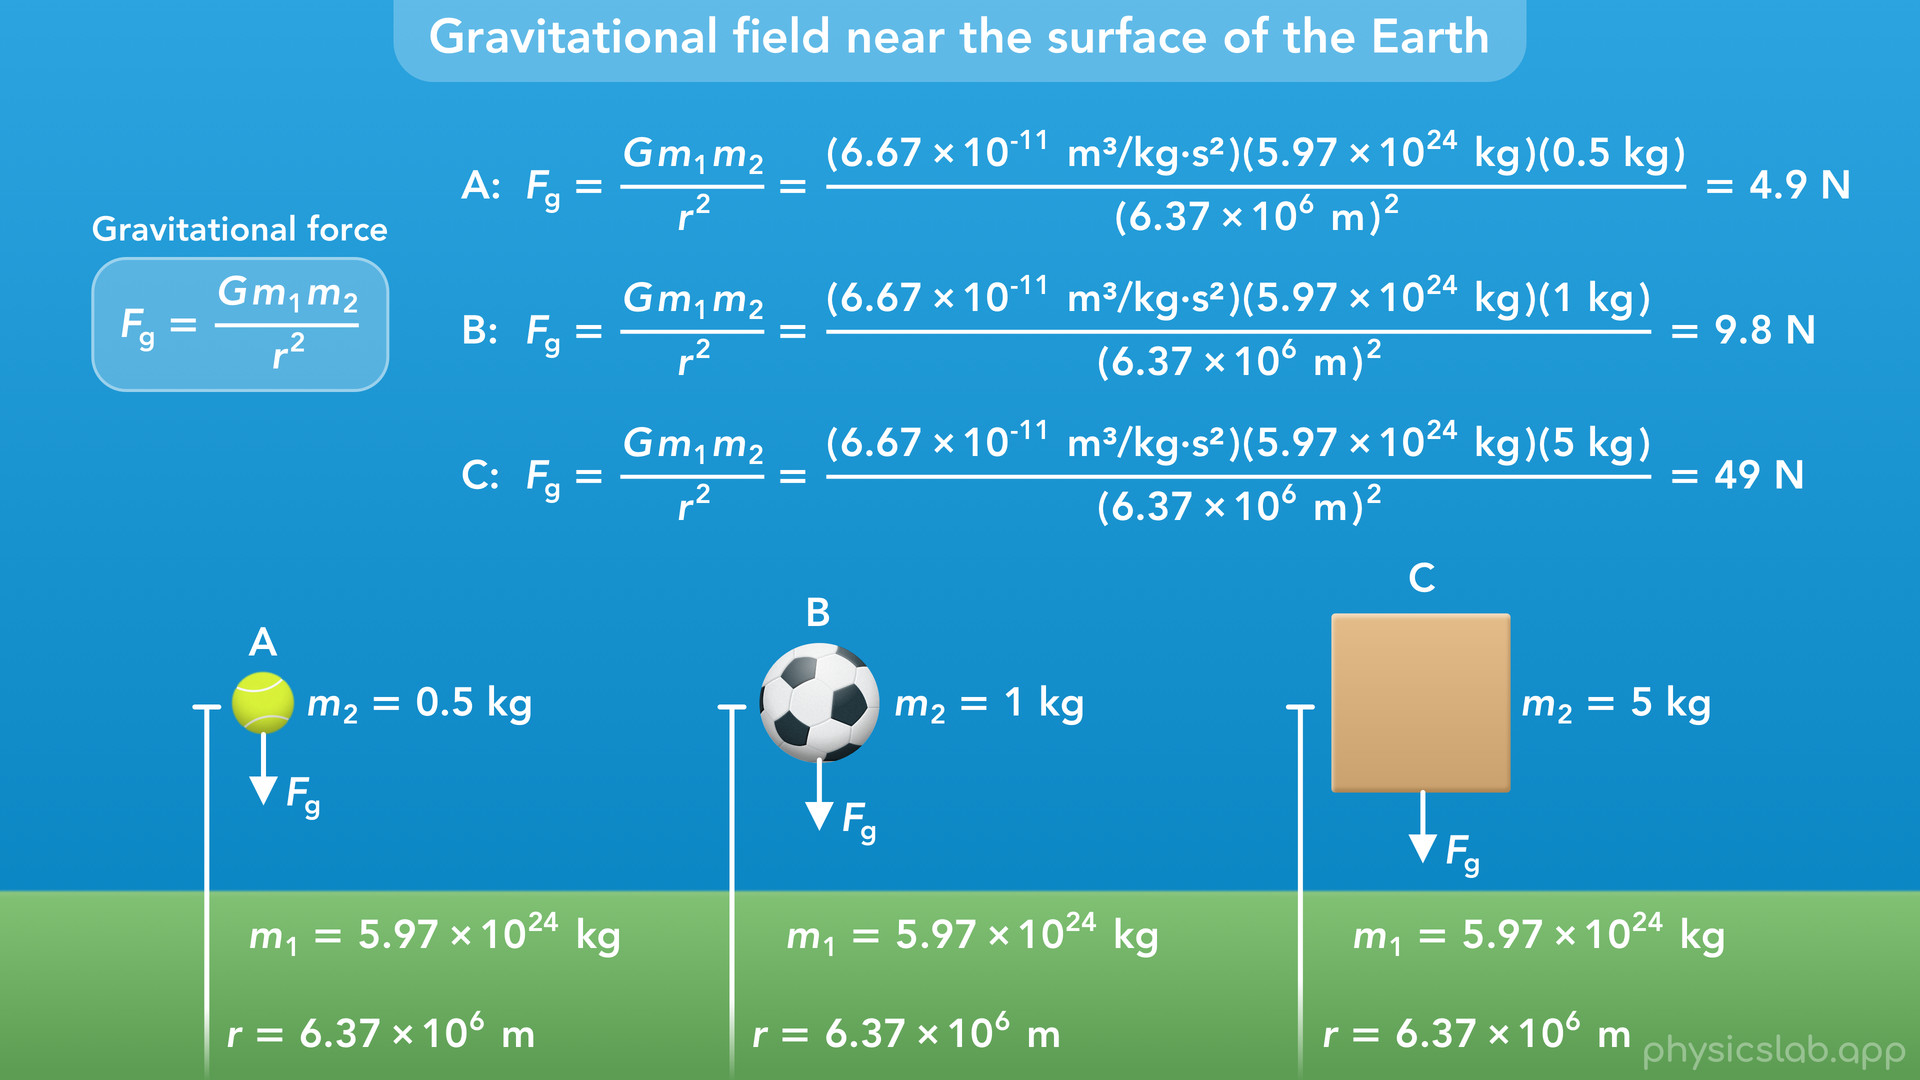 Gravitational field near the surface of the Earth
Gravitational force
F_g = Gm₁m₂ / r²
A: F_g = Gm₁m₂ / r² = (6.67 × 10⁻¹¹ m³/kg·s²)(5.97 × 10²⁴ kg)(0.5 kg) / (6.37 × 10⁶ m)² = 4.9 N
B: F_g = Gm₁m₂ / r² = (6.67 × 10⁻¹¹ m³/kg·s²)(5.97 × 10²⁴ kg)(1 kg) / (6.37 × 10⁶ m)² = 9.8 N
C: F_g = Gm₁m₂ / r² = (6.67 × 10⁻¹¹ m³/kg·s²)(5.97 × 10²⁴ kg)(5 kg) / (6.37 × 10⁶ m)² = 49 N
A
m₂ = 0.5 kg
F_g
m₁ = 5.97 × 10²⁴ kg
r = 6.37 × 10⁶ m
B
m₂ = 1 kg
F_g
m₁ = 5.97 × 10²⁴ kg
r = 6.37 × 10⁶ m
C
m₂ = 5 kg
F_g
m₁ = 5.97 × 10²⁴ kg
r = 6.37 × 10⁶ m
physicslab.app